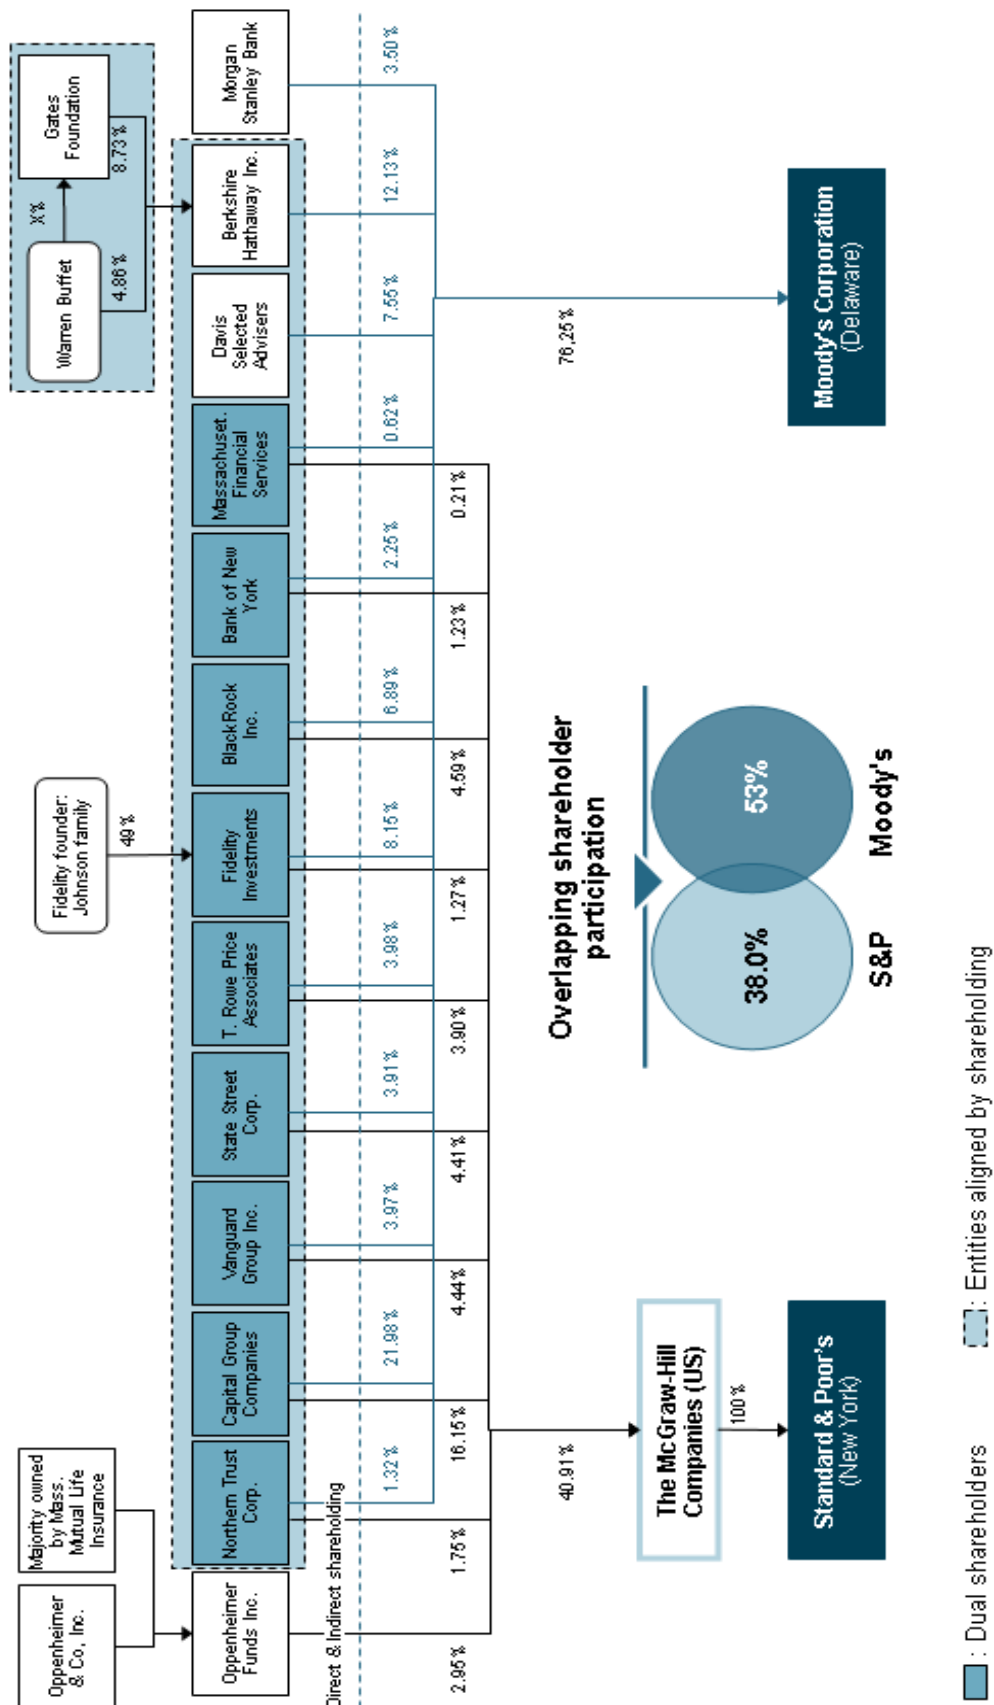 Oppenheimer
& Co, Inc.
Majority owned
by Mass.
Mutual Life
Insurance
Fidelity founder:
Johnson family
49%
Warren Buffet
X%
Gates
Foundation
4.86%
8.73%
Oppenheimer
Funds Inc.
Northern Trust
Corp.
Capital Group
Companies
Vanguard
Group Inc.
State Street
Corp.
T. Rowe Price
Associates
Fidelity
Investments
BlackRock
Inc.
Bank of New
York
Massachuset.
Financial
Services
Davis
Selected
Advisers
Berkshire
Hathaway Inc.
Morgan
Stanley Bank
Direct & Indirect shareholding
1.32%
21.98%
3.97%
3.91%
3.98%
8.15%
6.89%
2.25%
0.62%
7.55%
12.13%
3.50%
2.95%
1.75%
16.15%
4.44%
4.41%
3.90%
1.27%
4.59%
1.23%
0.21%
40.91%
76,25%
Overlapping shareholder
participation
The McGraw-Hill
Companies (US)
100%
38.0%
53%
Standard & Poor's
(New York)
Moody's Corporation
(Delaware)
S&P
Moody's
: Dual shareholders
: Entities aligned by shareholding